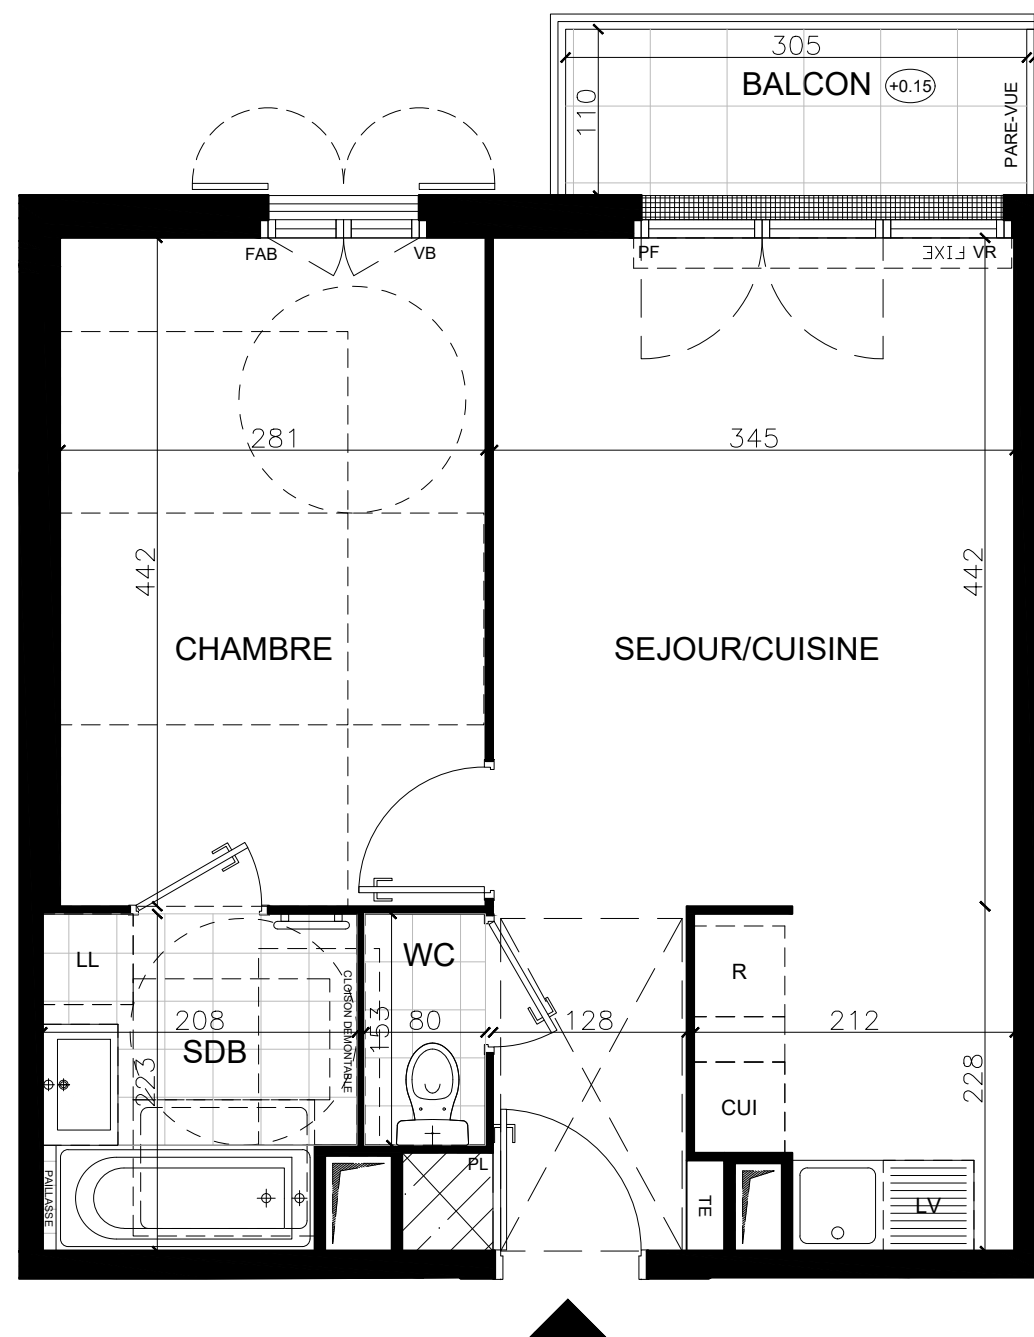 305
BALCON +0.15
110
PARE-VUE
FAB
VB
PF
FIXE
VR
281
345
442
442
CHAMBRE
SEJOUR/CUISINE
LL
WC
R
CLOISON DEMONTABLE
208
153
80
128
212
SDB
223
228
CUI
PL
PAILLASSE
TE
LV